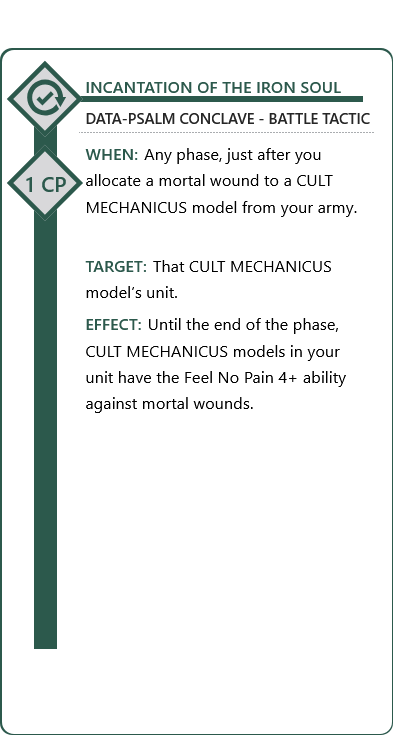 INCANTATION OF THE IRON SOUL
DATA-PSALM CONCLAVE - BATTLE TACTIC
1 CP
WHEN: Any phase, just after you
allocate a mortal wound to a CULT
MECHANICUS model from your army.
TARGET: That CULT MECHANICUS
model's unit.
EFFECT: Until the end of the phase,
CULT MECHANICUS models in your
unit have the Feel No Pain 4+ ability
against mortal wounds.